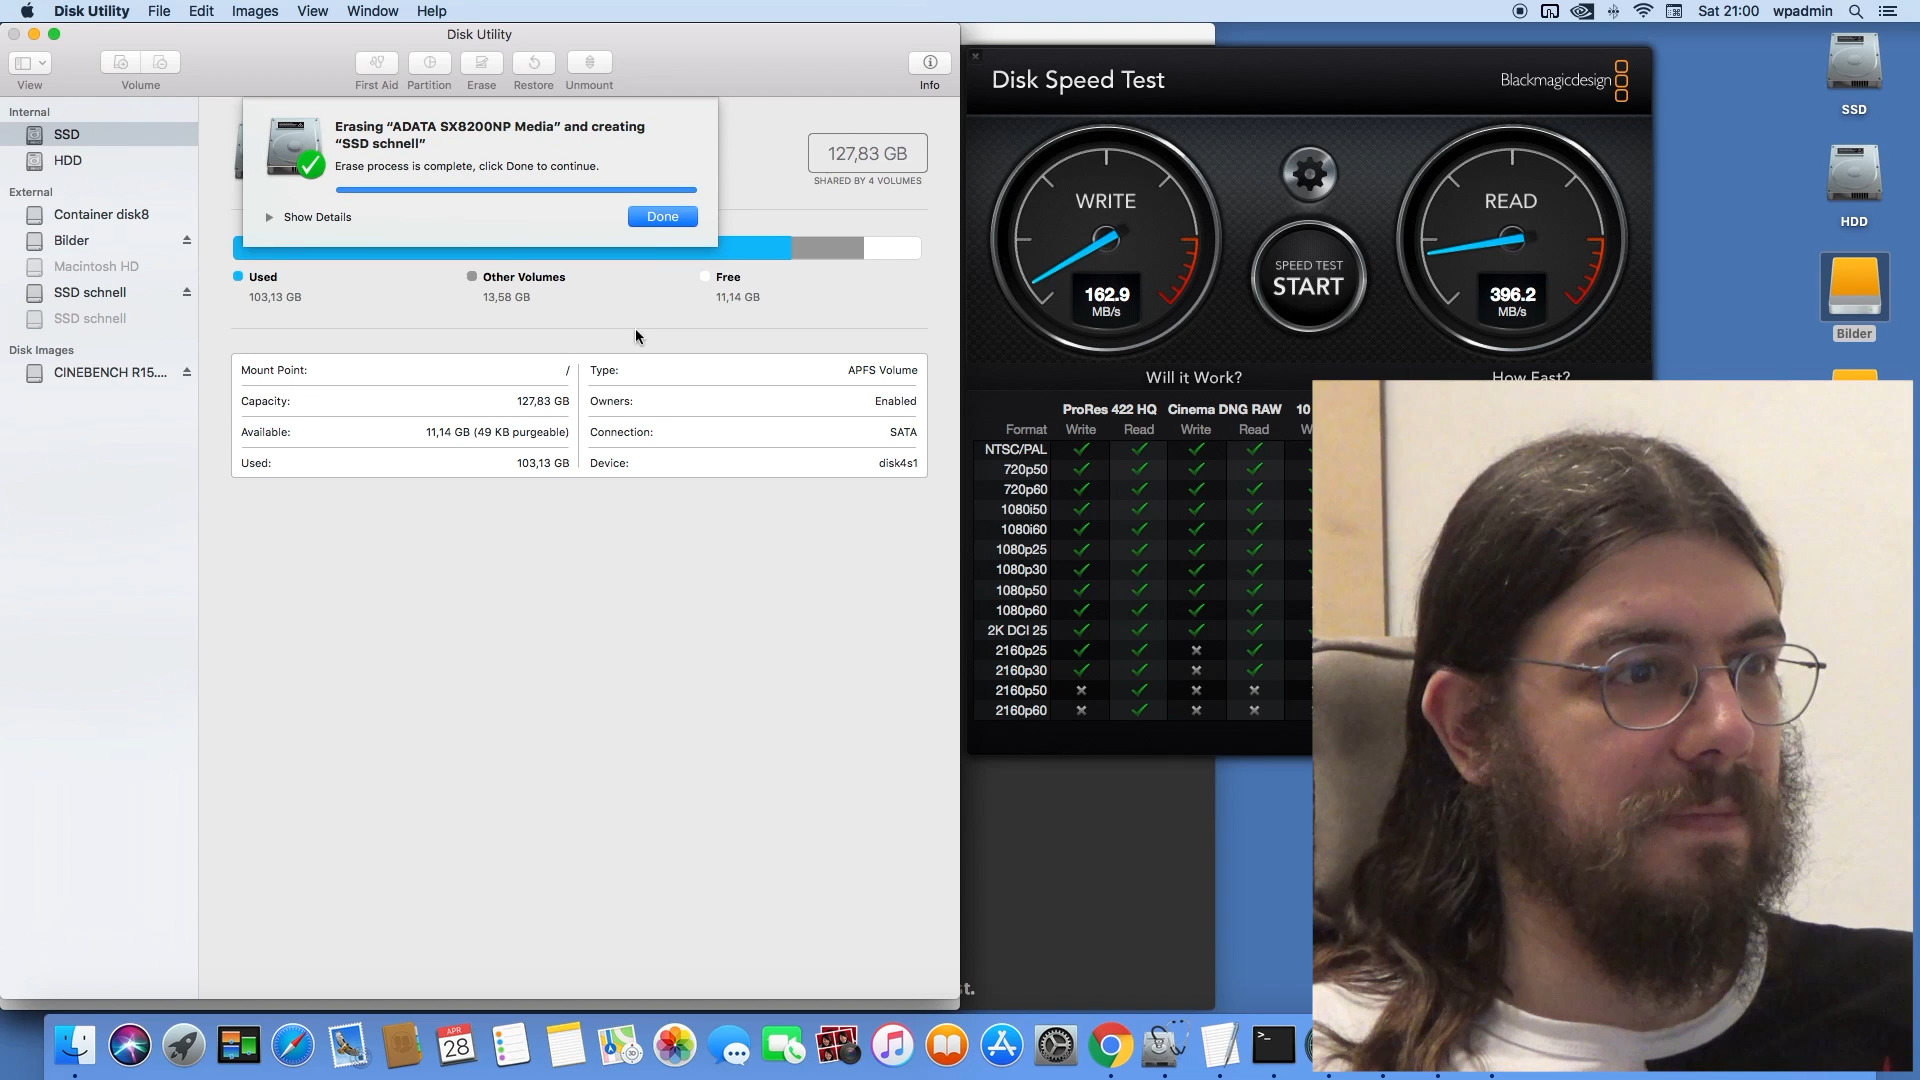 Disk Utility File Edit Images View Window Help
Sat 21:00 wpadmin
Disk Utility
View
Volume
First Aid
Partition
Erase
Restore
Unmount
Info
Internal
SSD
HDD
External
Container disk8
Bilder
Macintosh HD
SSD schnell
SSD schnell
Disk Images
CINEBENCH R15....
Erasing “ADATA SX8200NP Media” and creating
“SSD schnell”
Erase process is complete, click Done to continue.
Show Details
Done
127,83 GB
SHARED BY 4 VOLUMES
Used
103,13 GB
Other Volumes
13,58 GB
Free
11,14 GB
Mount Point: /
Capacity: 127,83 GB
Available: 11,14 GB (49 KB purgeable)
Used: 103,13 GB
Type: APFS Volume
Owners: Enabled
Connection: SATA
Device: disk4s1
Disk Speed Test
Blackmagicdesign
WRITE
162.9
MB/s
SPEED TEST
START
READ
396.2
MB/s
Will it Work?
How Fast?
ProRes 422 HQ Cinema DNG RAW 10
Format Write Read Write Read W
NTSC/PAL
720p50
720p60
1080i50
1080i60
1080p25
1080p30
1080p50
1080p60
2K DCI 25
2160p25
2160p30
2160p50
2160p60
st.
SSD
HDD
Bilder
APR
28
3D